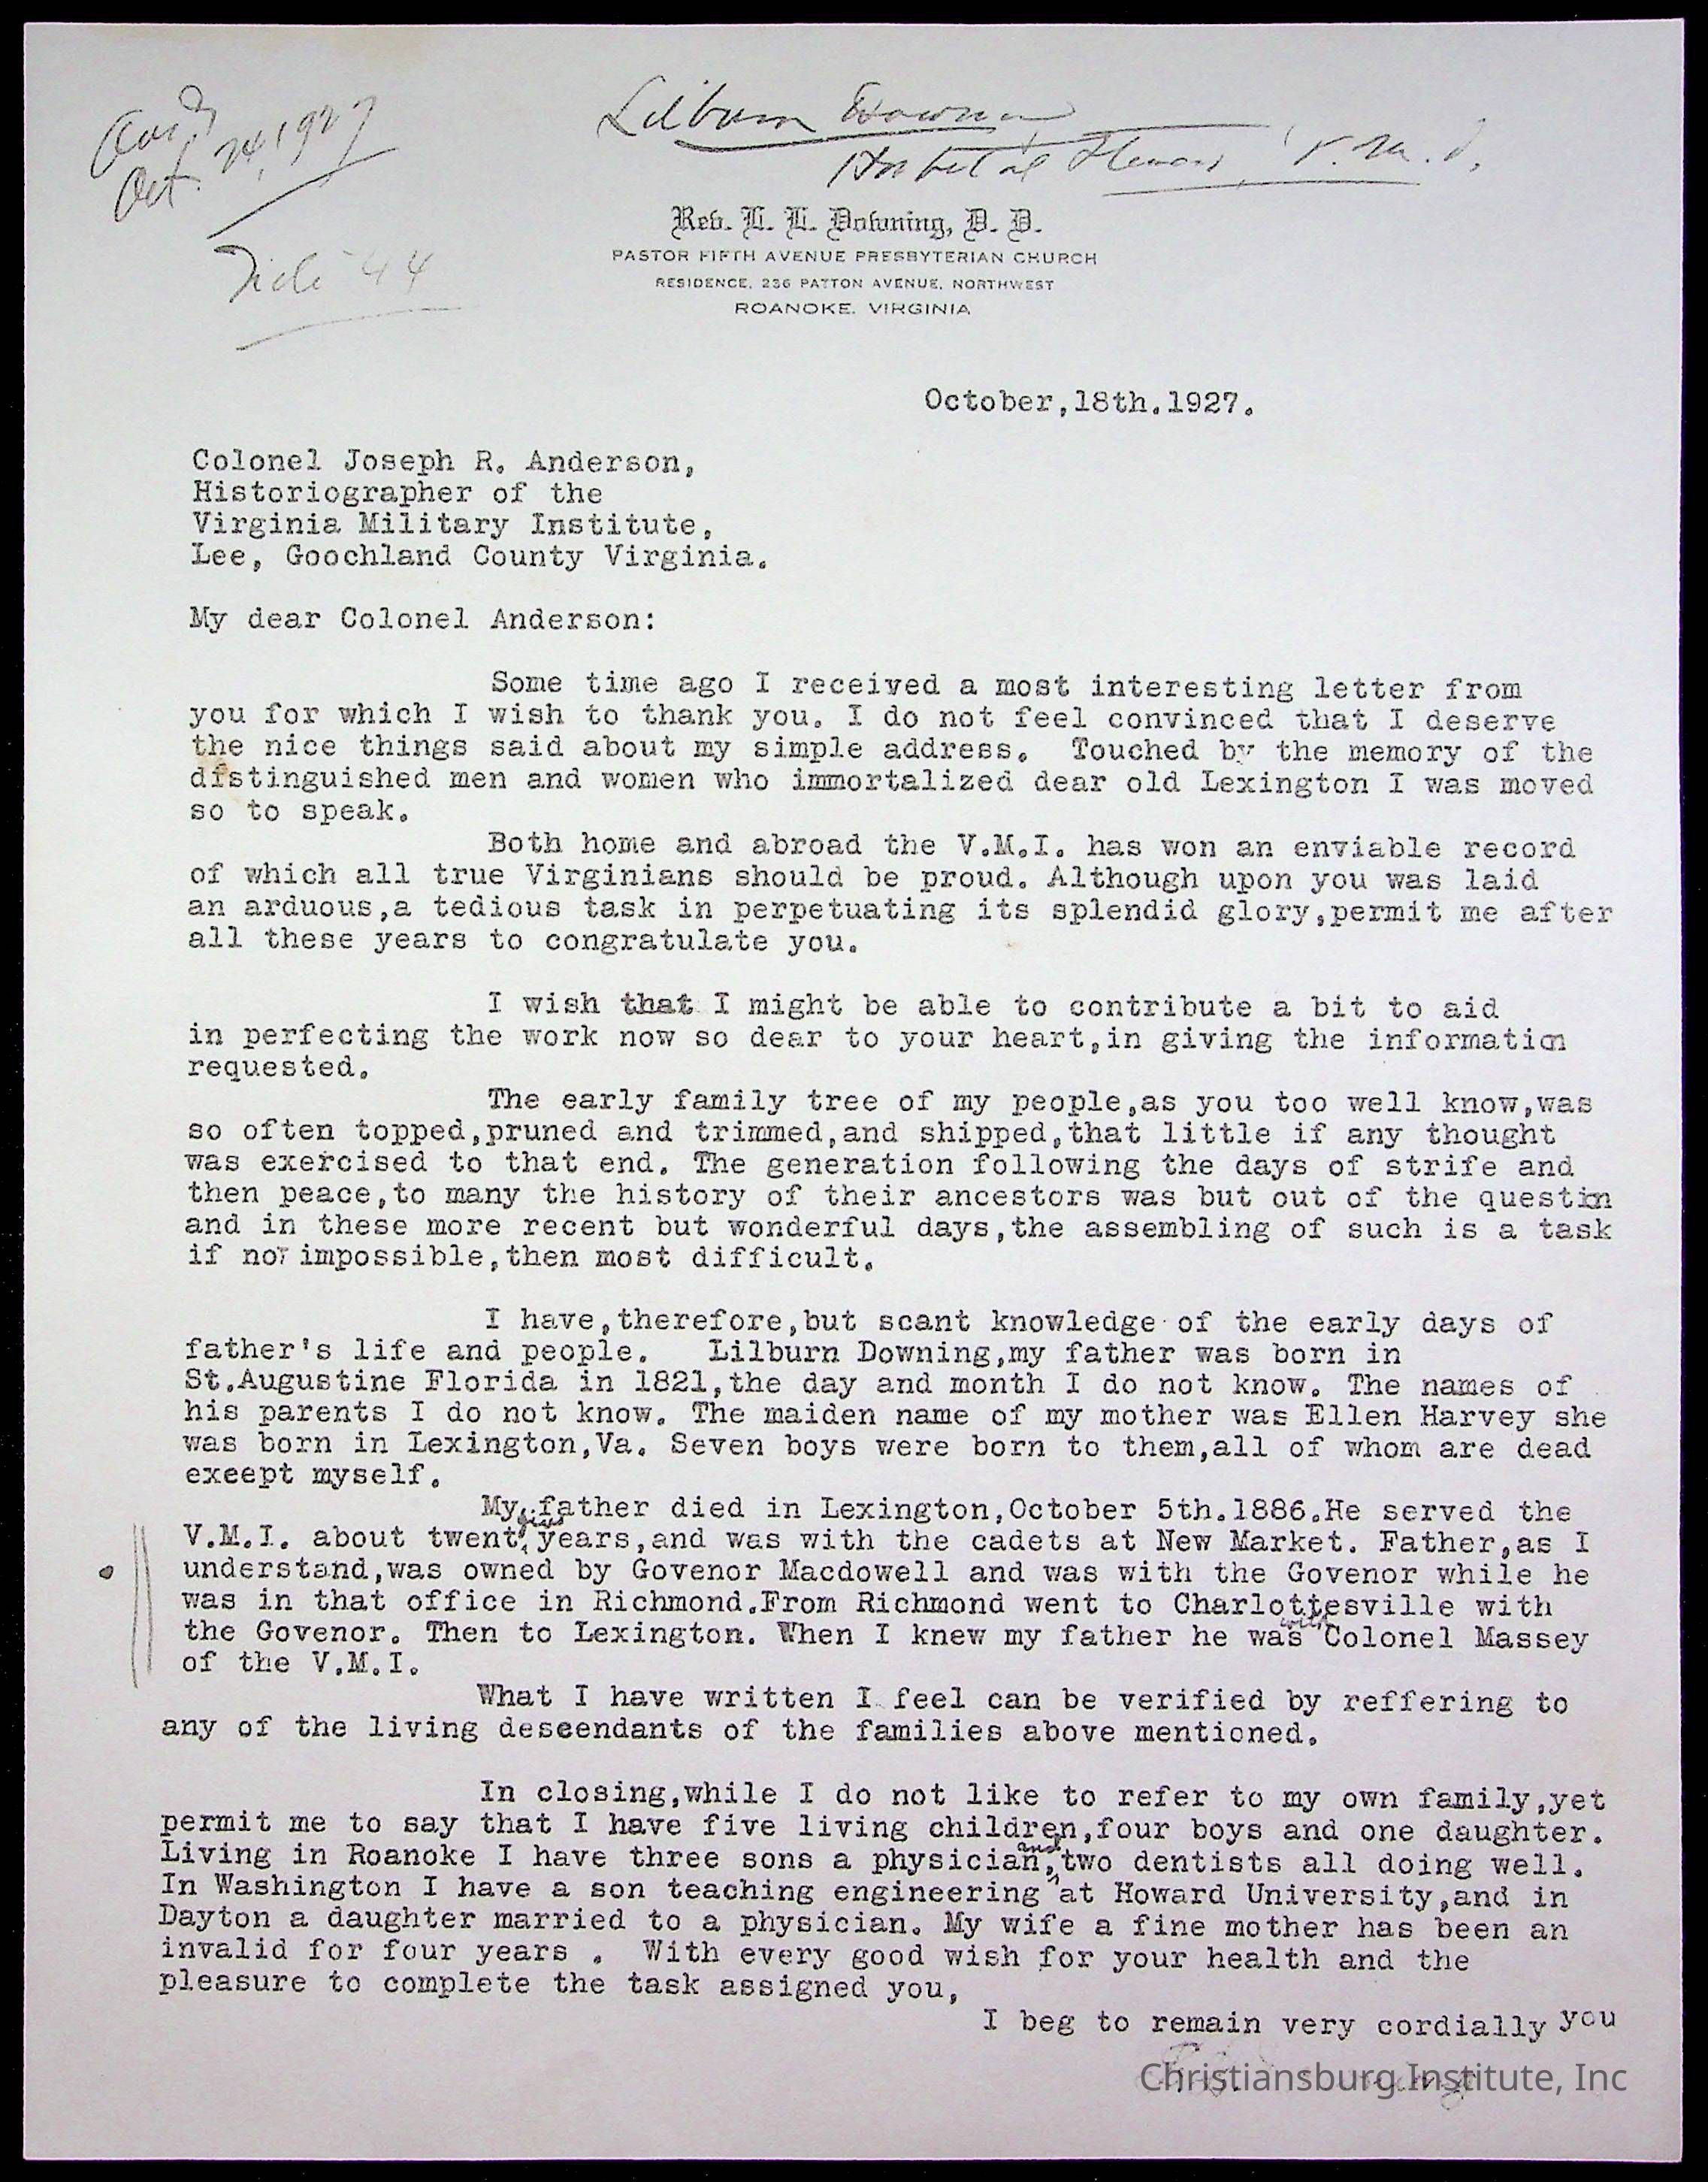 Oct. 24, 1927
File 44
Lilburn Downing
Hospital Steward, V.M.I.
Rev. L. L. Downing, D. D.
PASTOR FIFTH AVENUE PRESBYTERIAN CHURCH
RESIDENCE, 236 PATTON AVENUE, NORTHWEST
ROANOKE, VIRGINIA
October,18th.1927.
Colonel Joseph R. Anderson,
Historiographer of the
Virginia Military Institute,
Lee, Goochland County Virginia.
My dear Colonel Anderson:
Some time ago I received a most interesting letter from
you for which I wish to thank you. I do not feel convinced that I deserve
the nice things said about my simple address. Touched by the memory of the
distinguished men and women who immortalized dear old Lexington I was moved
so to speak.
Both home and abroad the V.M.I. has won an enviable record
of which all true Virginians should be proud. Although upon you was laid
an arduous,a tedious task in perpetuating its splendid glory,permit me after
all these years to congratulate you.
I wish that I might be able to contribute a bit to aid
in perfecting the work now so dear to your heart,in giving the information
requested.
The early family tree of my people,as you too well know,was
so often topped,pruned and trimmed,and shipped,that little if any thought
was exercised to that end. The generation following the days of strife and
then peace,to many the history of their ancestors was but out of the questin
and in these more recent but wonderful days,the assembling of such is a task
if not impossible,then most difficult.
I have,therefore,but scant knowledge of the early days of
father's life and people. Lilburn Downing,my father was born in
St.Augustine Florida in 1821,the day and month I do not know. The names of
his parents I do not know. The maiden name of my mother was Ellen Harvey she
was born in Lexington,Va. Seven boys were born to them,all of whom are dead
exeept myself.
My father died in Lexington,October 5th.1886.He served the
V.M.I. about twenty five years,and was with the cadets at New Market. Father,as I
understand,was owned by Govenor Macdowell and was with the Govenor while he
was in that office in Richmond.From Richmond went to Charlottesville with
the Govenor. Then to Lexington. When I knew my father he was with Colonel Massey
of the V.M.I.
What I have written I feel can be verified by reffering to
any of the living deseendants of the families above mentioned.
In closing,while I do not like to refer to my own family,yet
permit me to say that I have five living children,four boys and one daughter.
Living in Roanoke I have three sons a physician, and two dentists all doing well.
In Washington I have a son teaching engineering at Howard University,and in
Dayton a daughter married to a physician. My wife a fine mother has been an
invalid for four years . With every good wish for your health and the
pleasure to complete the task assigned you,
I beg to remain very cordially you
Christiansburg Institute, Inc